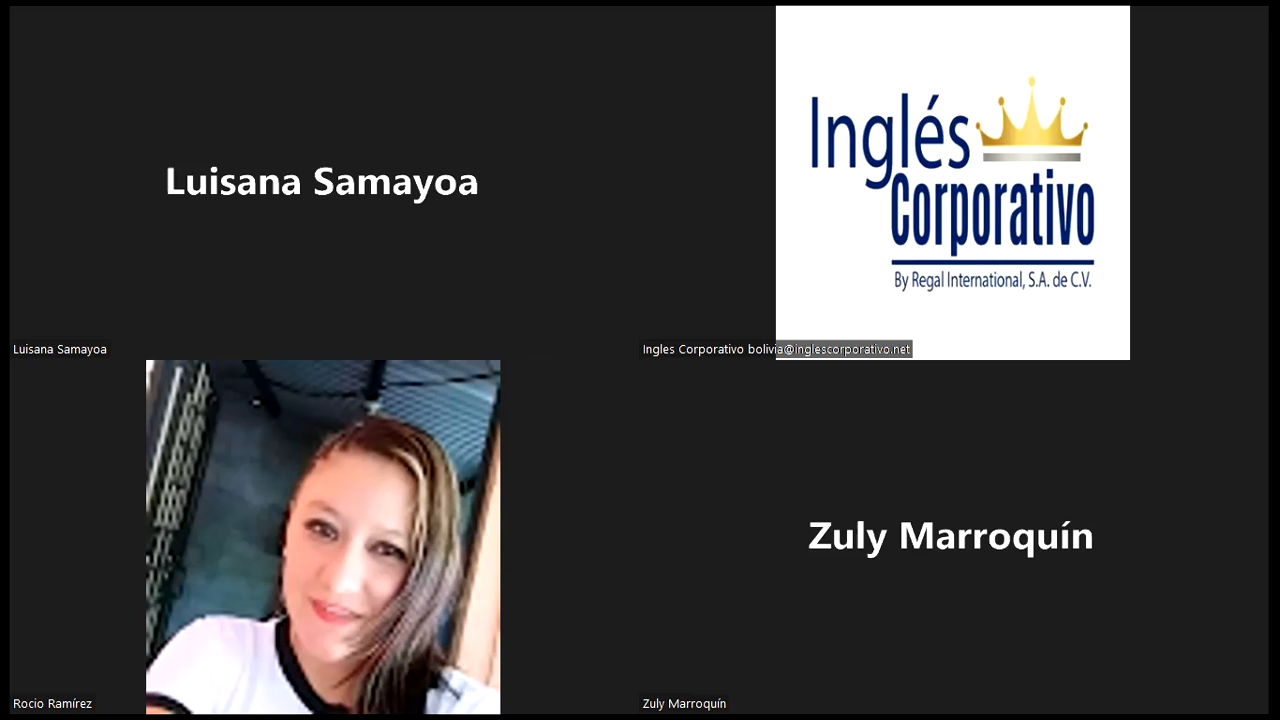 Luisana Samayoa
Inglés
Corporativo
By Regal International, S.A. de C.V.
Luisana Samayoa
Ingles Corporativo bolivia@inglescorporativo.net
Zuly Marroquín
Rocio Ramírez
Zuly Marroquín